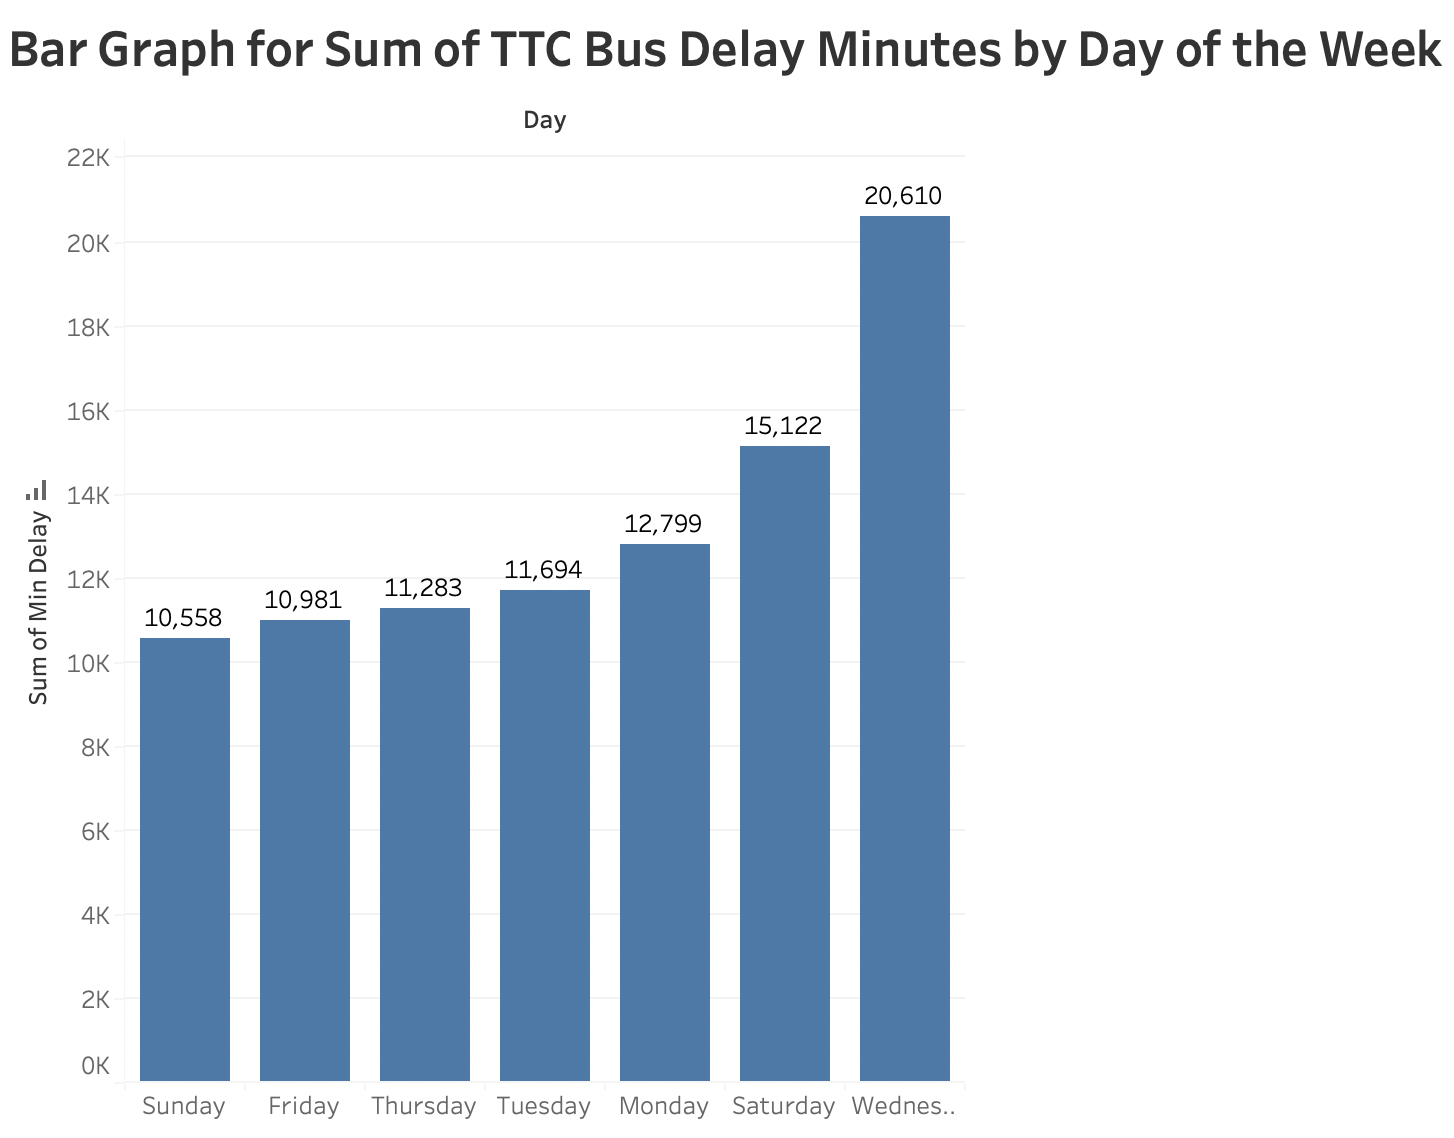 Bar Graph for Sum of TTC Bus Delay Minutes by Day of the Week
Day
22K
20K
18K
16K
14K
12K
10K
8K
6K
4K
2K
0K
Sum of Min Delay
10,558
10,981
11,283
11,694
12,799
15,122
20,610
Sunday Friday Thursday Tuesday Monday Saturday Wednes..